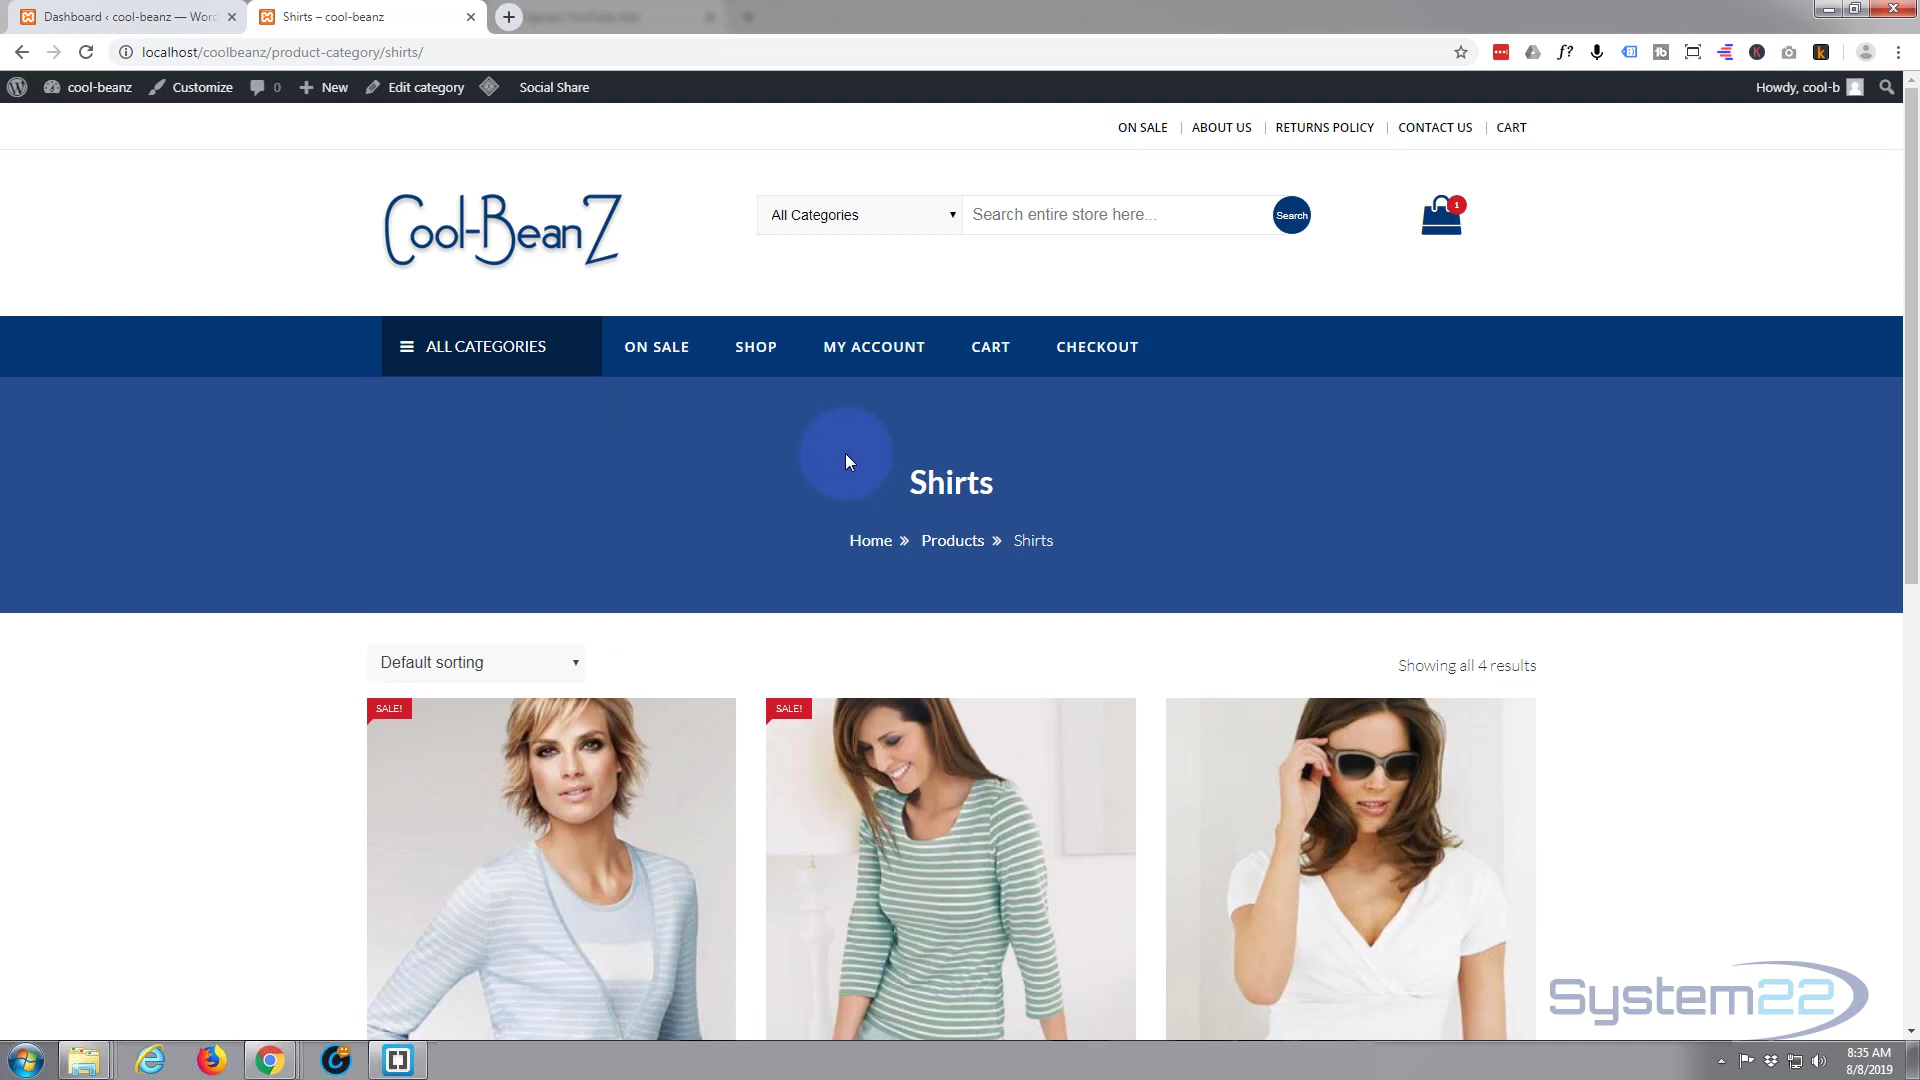 Dashboard ‹ cool-beanz — Word
Shirts – cool-beanz
localhost/coolbeanz/product-category/shirts/
cool-beanz
Customize
0
New
Edit category
Social Share
Howdy, cool-b
ON SALE
ABOUT US
RETURNS POLICY
CONTACT US
CART
Cool-BeanZ
All Categories
Search entire store here...
Search
1
ALL CATEGORIES
ON SALE
SHOP
MY ACCOUNT
CART
CHECKOUT
Shirts
Home » Products » Shirts
Default sorting
Showing all 4 results
SALE!
SALE!
System22
8:35 AM
8/8/2019